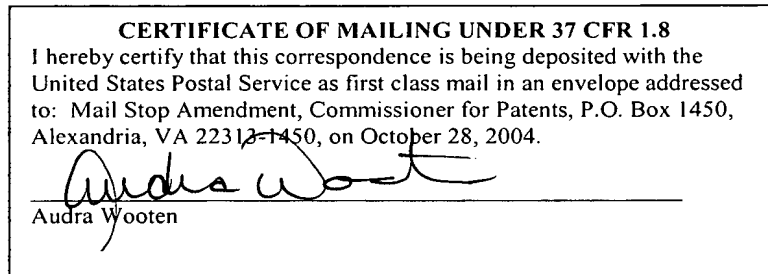 CERTIFICATE OF MAILING UNDER 37 CFR 1.8
I hereby certify that this correspondence is being deposited with the
United States Postal Service as first class mail in an envelope addressed
to: Mail Stop Amendment, Commissioner for Patents, P.O. Box 1450,
Alexandria, VA 22313-1450, on October 28, 2004.
Audra Wooten
Audra Wooten